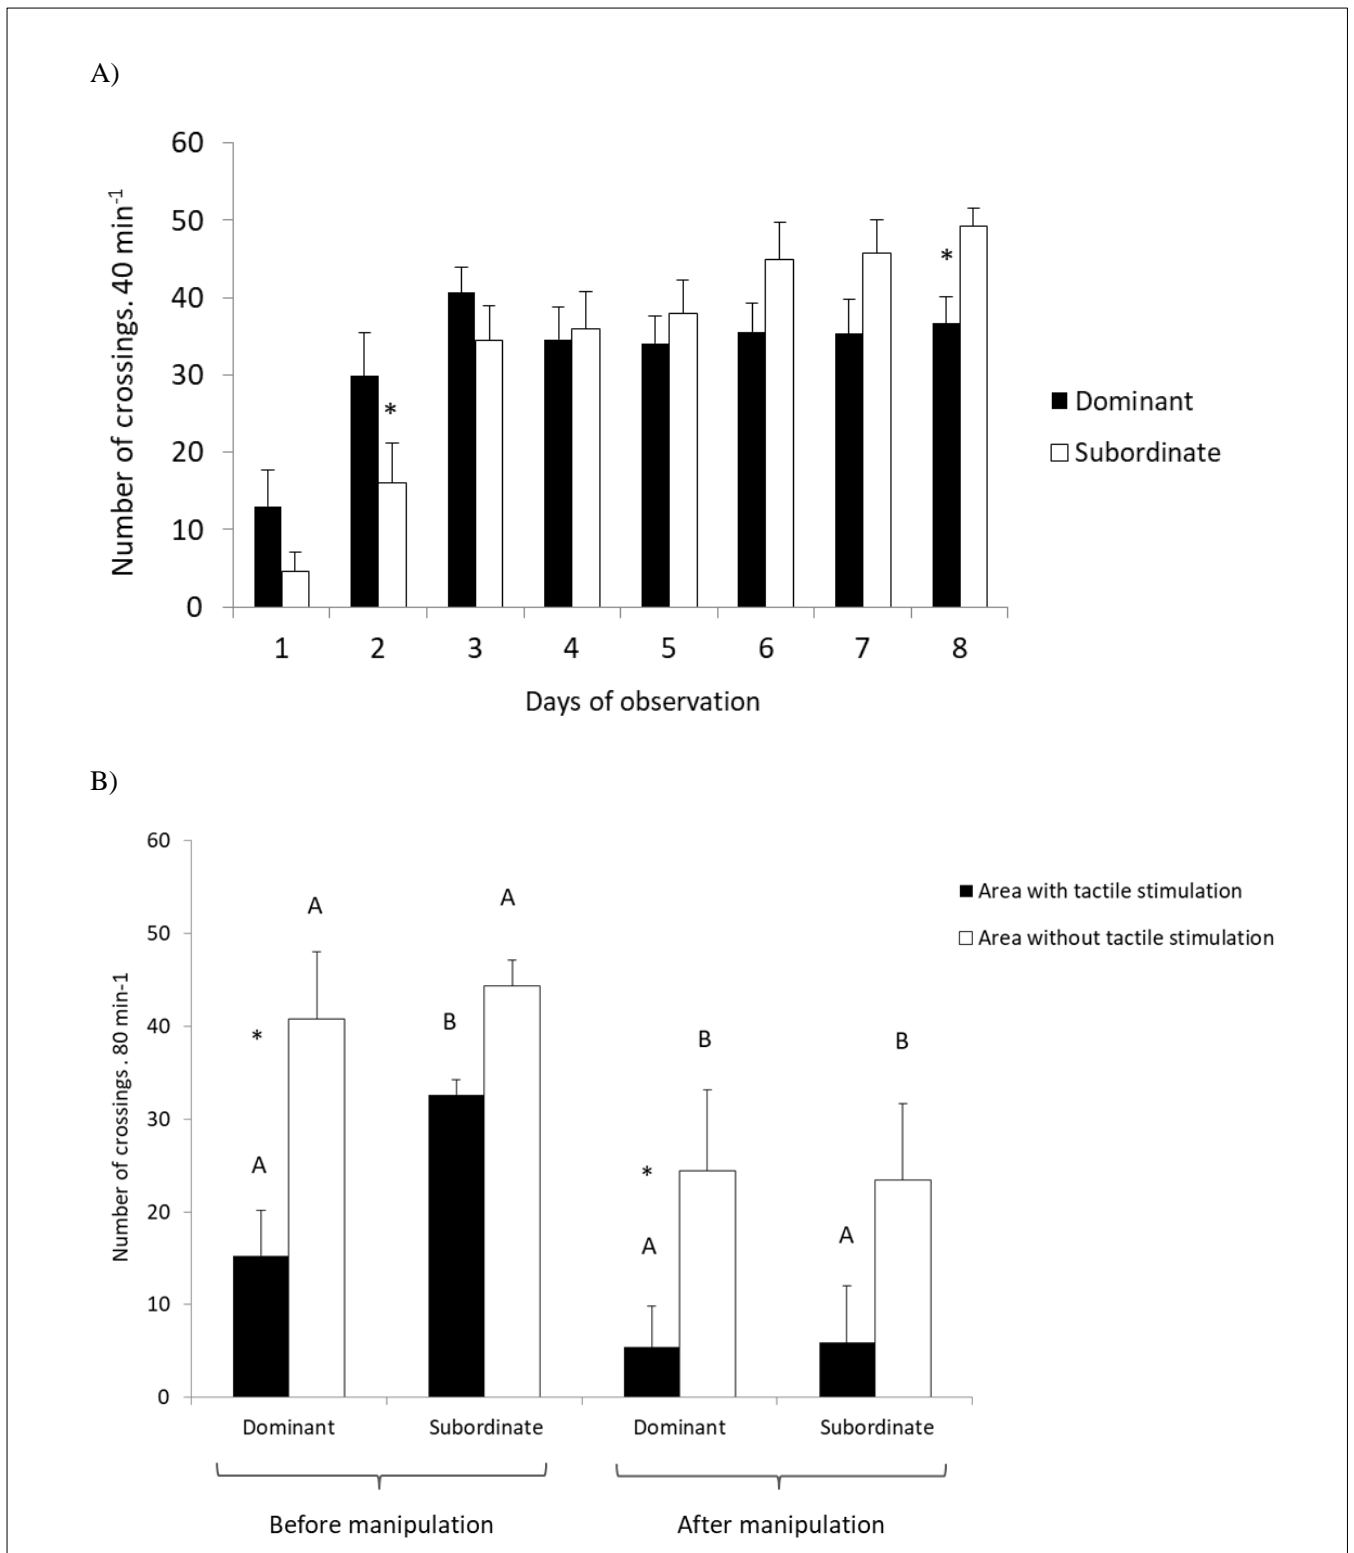 A)
60
50
40
30
20
10
0
Number of crossings. 40 min-1
*
*
Dominant
Subordinate
1 2 3 4 5 6 7 8
Days of observation
B)
60
50
40
30
20
10
0
Number of crossings . 80 min-1
Area with tactile stimulation
Area without tactile stimulation
A A
* B
A
B B
* A
A
Dominant Subordinate Dominant Subordinate
Before manipulation After manipulation